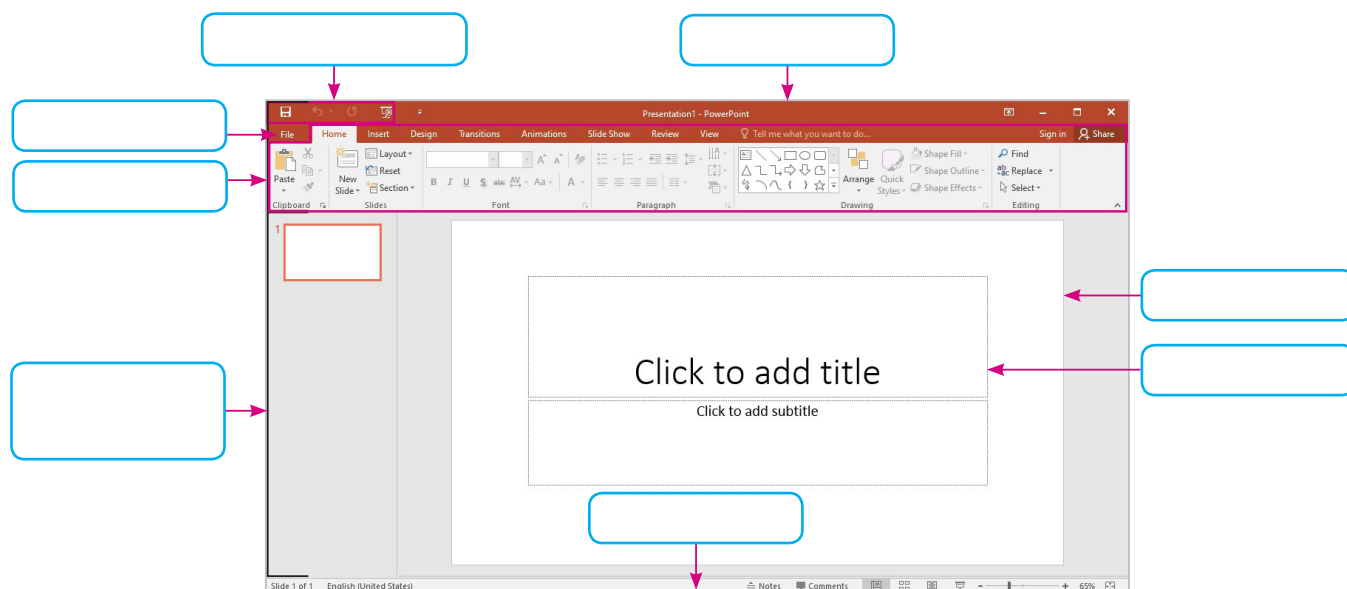 Presentation1 - PowerPoint
File Home Insert Design Transitions Animations Slide Show Review View Tell me what you want to do... Sign in Share
Paste
Clipboard
New Slide
Layout
Reset
Section
Slides
B I U S abc AV Aa A
Font
Paragraph
Arrange
Quick Styles
Shape Fill
Shape Outline
Shape Effects
Drawing
Find
Replace
Select
Editing
1
Click to add title
Click to add subtitle
Slide 1 of 1 English (United States) Notes Comments 65%